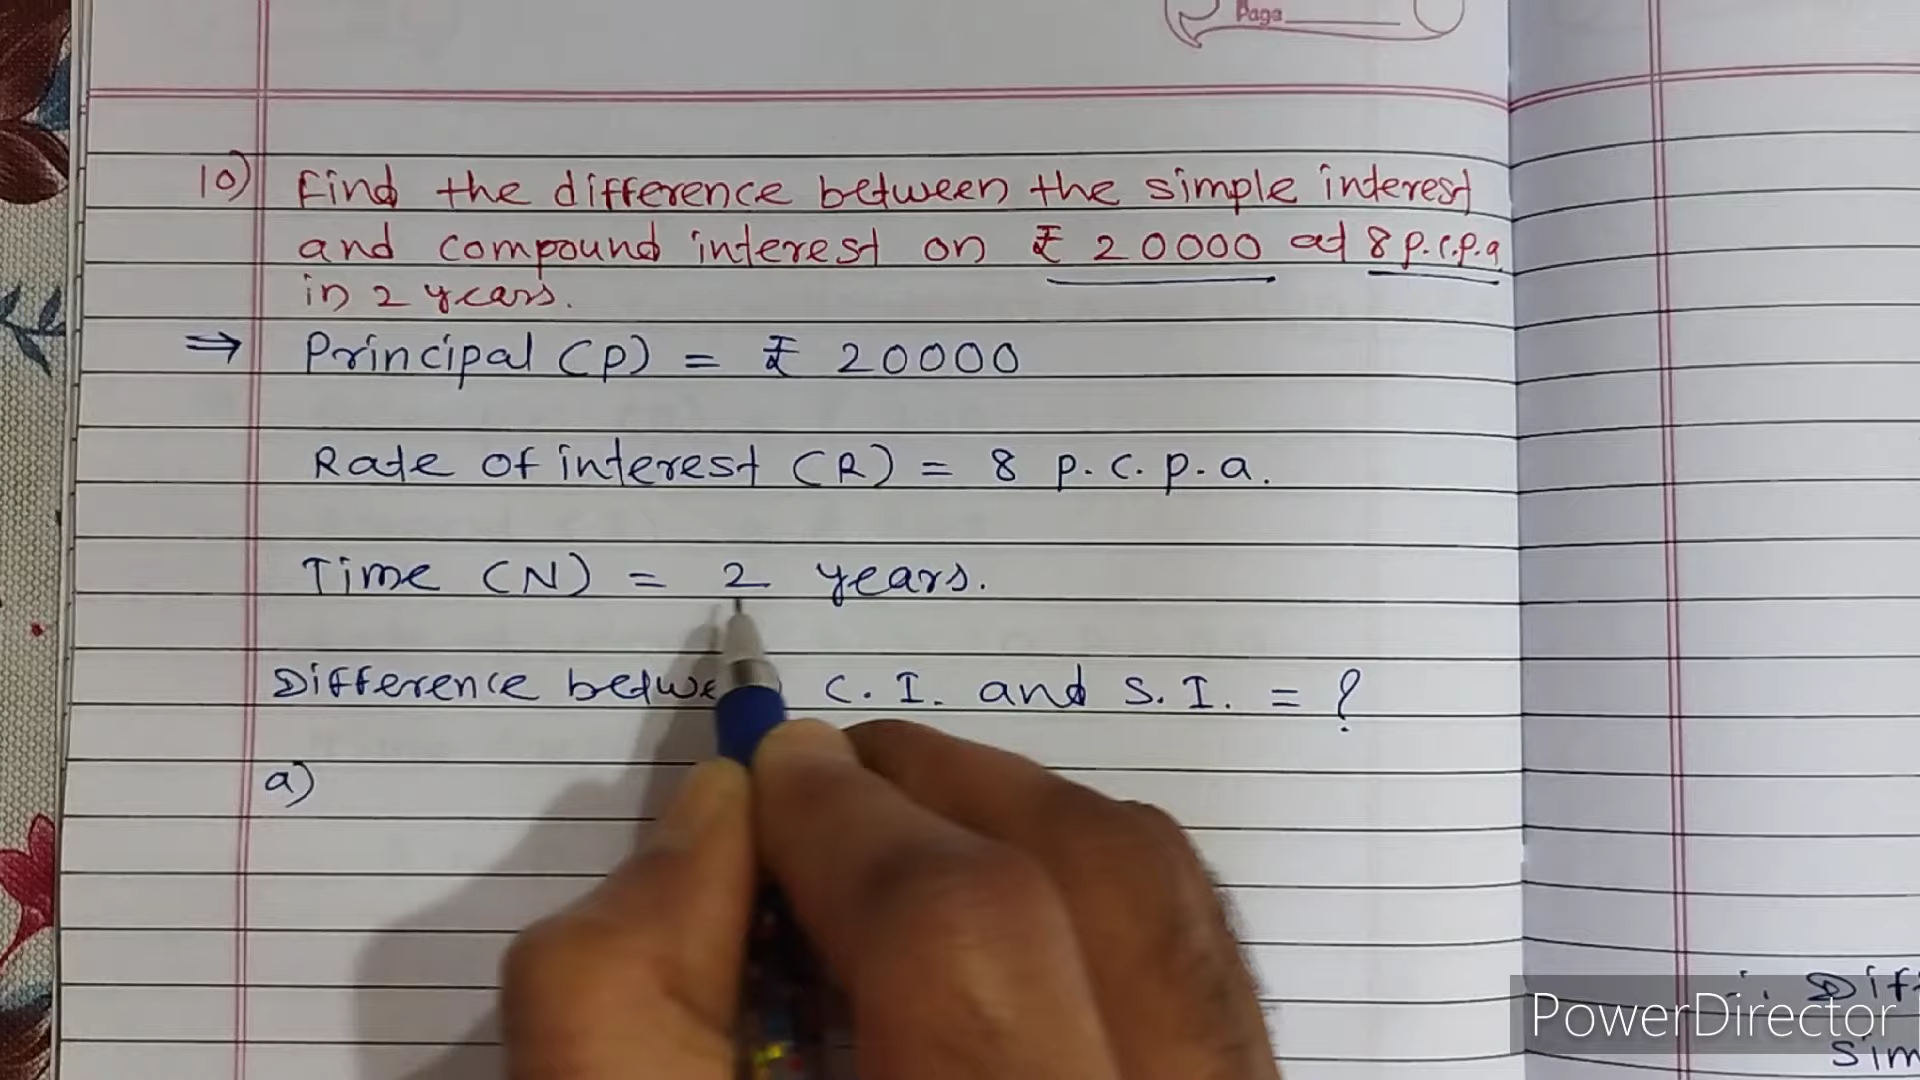 Page
10) Find the difference between the simple interest
and compound interest on ₹ 20000 at 8 p.c.p.a
in 2 years.
⇒ Principal (P) = ₹ 20000
Rate of interest (R) = 8 p.c.p.a.
Time (N) = 2 years.
Difference C.I. and S.I. = ?
a)
PowerDirector